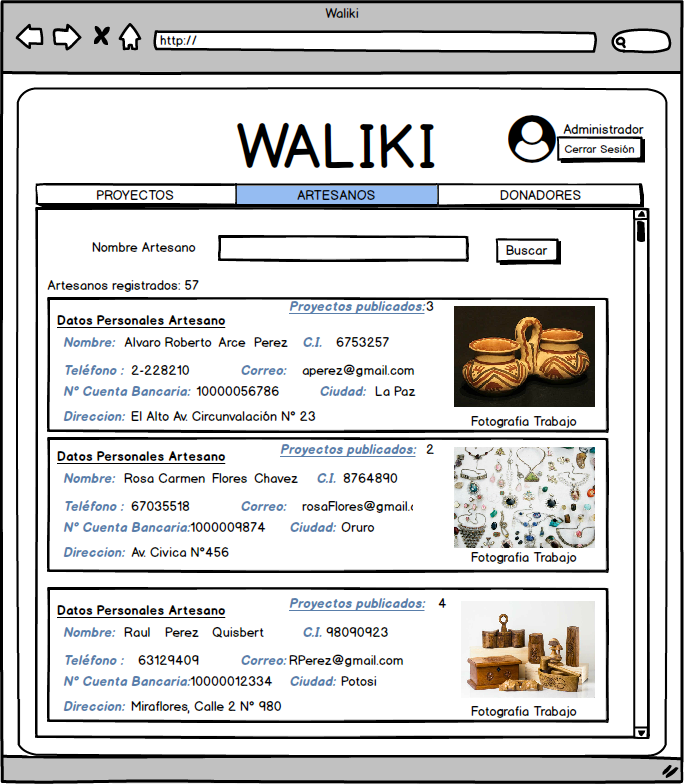 Waliki
http://
WALIKI
Administrador
Cerrar Sesión
PROYECTOS ARTESANOS DONADORES
Nombre Artesano Buscar
Artesanos registrados: 57
Proyectos publicados:3
Datos Personales Artesano
Nombre: Alvaro Roberto Arce Perez C.I. 6753257
Teléfono : 2-228210 Correo: aperez@gmail.com
N° Cuenta Bancaria: 10000056786 Ciudad: La Paz
Direccion: El Alto Av. Circunvalación N° 23
Fotografia Trabajo
Proyectos publicados: 2
Datos Personales Artesano
Nombre: Rosa Carmen Flores Chavez C.I. 8764890
Teléfono : 67035518 Correo: rosaFlores@gmail.
N° Cuenta Bancaria:1000009874 Ciudad: Oruro
Direccion: Av. Civica N°456
Fotografia Trabajo
Proyectos publicados: 4
Datos Personales Artesano
Nombre: Raul Perez Quisbert C.I. 98090923
Teléfono : 63129409 Correo: RPerez@gmail.com
N° Cuenta Bancaria:10000012334 Ciudad: Potosi
Direccion: Miraflores, Calle 2 N° 980
Fotografia Trabajo